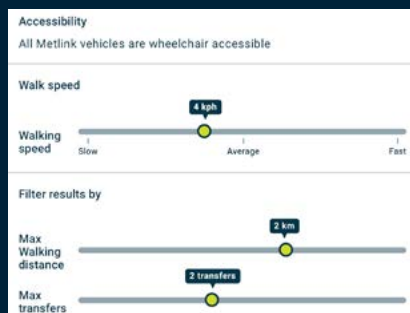 Accessibility
All Metlink vehicles are wheelchair accessible
Walk speed
4 kph
Walking
speed
Slow
Average
Fast
Filter results by
2 km
Max
Walking
distance
2 transfers
Max
transfers